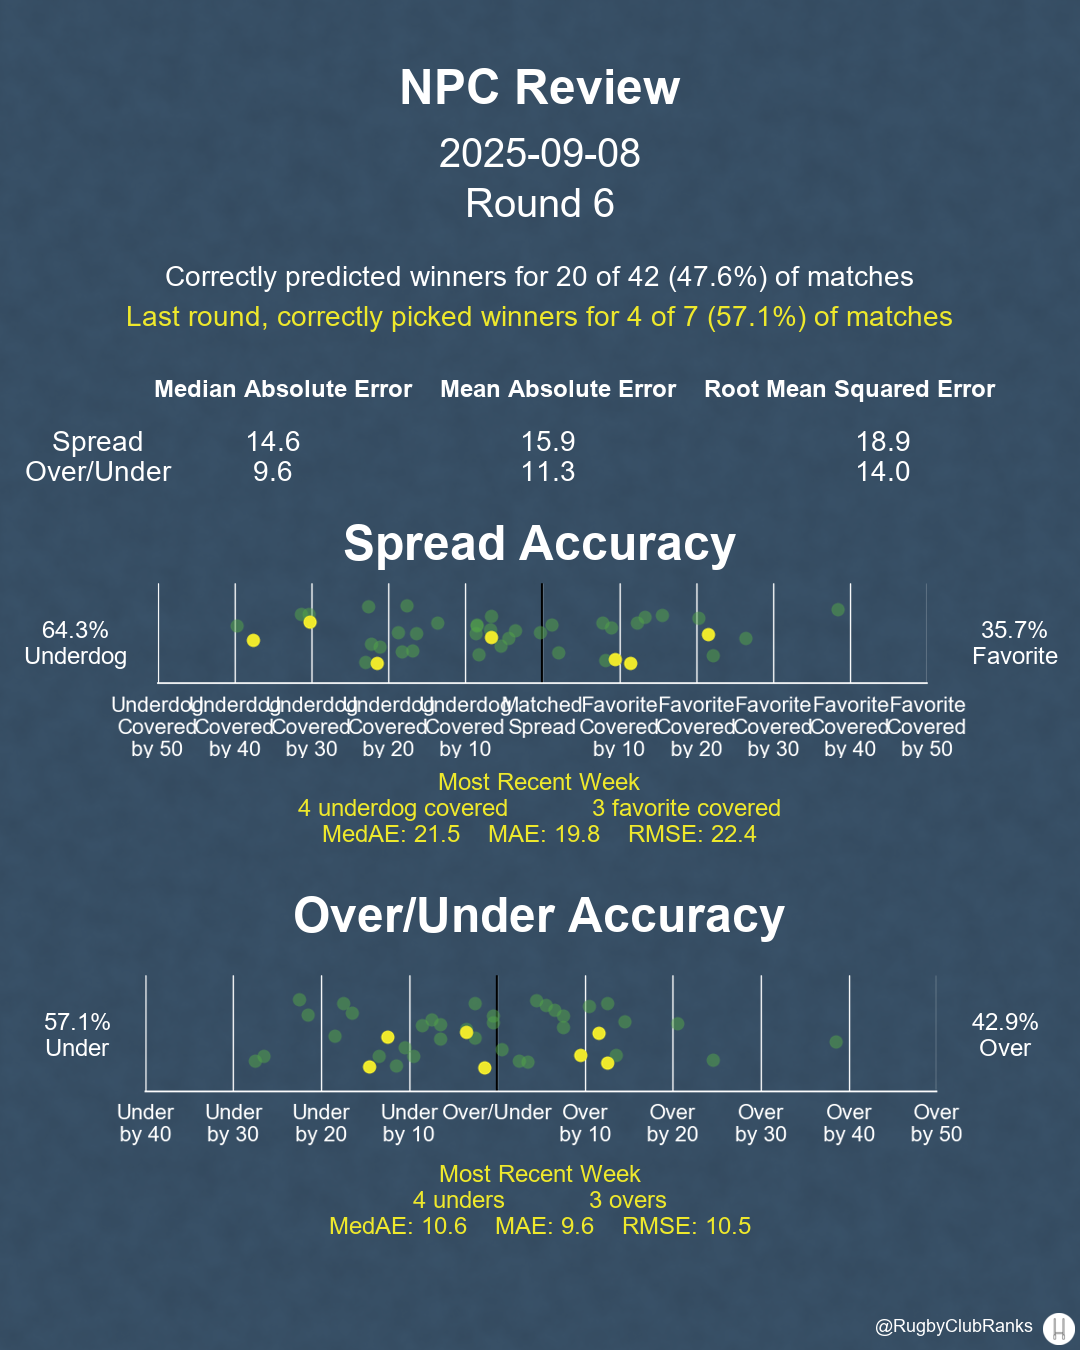 NPC Review
2025-09-08
Round 6
Correctly predicted winners for 20 of 42 (47.6%) of matches
Last round, correctly picked winners for 4 of 7 (57.1%) of matches
Median Absolute Error Mean Absolute Error Root Mean Squared Error
Spread 14.6 15.9 18.9
Over/Under 9.6 11.3 14.0
Spread Accuracy
64.3%
Underdog
35.7%
Favorite
Underdog Underdog Underdog Underdog Underdog Matched Favorite Favorite Favorite Favorite Favorite
Covered Covered Covered Covered Covered Spread Covered Covered Covered Covered Covered
by 50 by 40 by 30 by 20 by 10 by 10 by 20 by 30 by 40 by 50
Most Recent Week
4 underdog covered 3 favorite covered
MedAE: 21.5 MAE: 19.8 RMSE: 22.4
Over/Under Accuracy
57.1%
Under
42.9%
Over
Under Under Under Under Over/Under Over Over Over Over Over
by 40 by 30 by 20 by 10 by 10 by 20 by 30 by 40 by 50
Most Recent Week
4 unders 3 overs
MedAE: 10.6 MAE: 9.6 RMSE: 10.5
@RugbyClubRanks